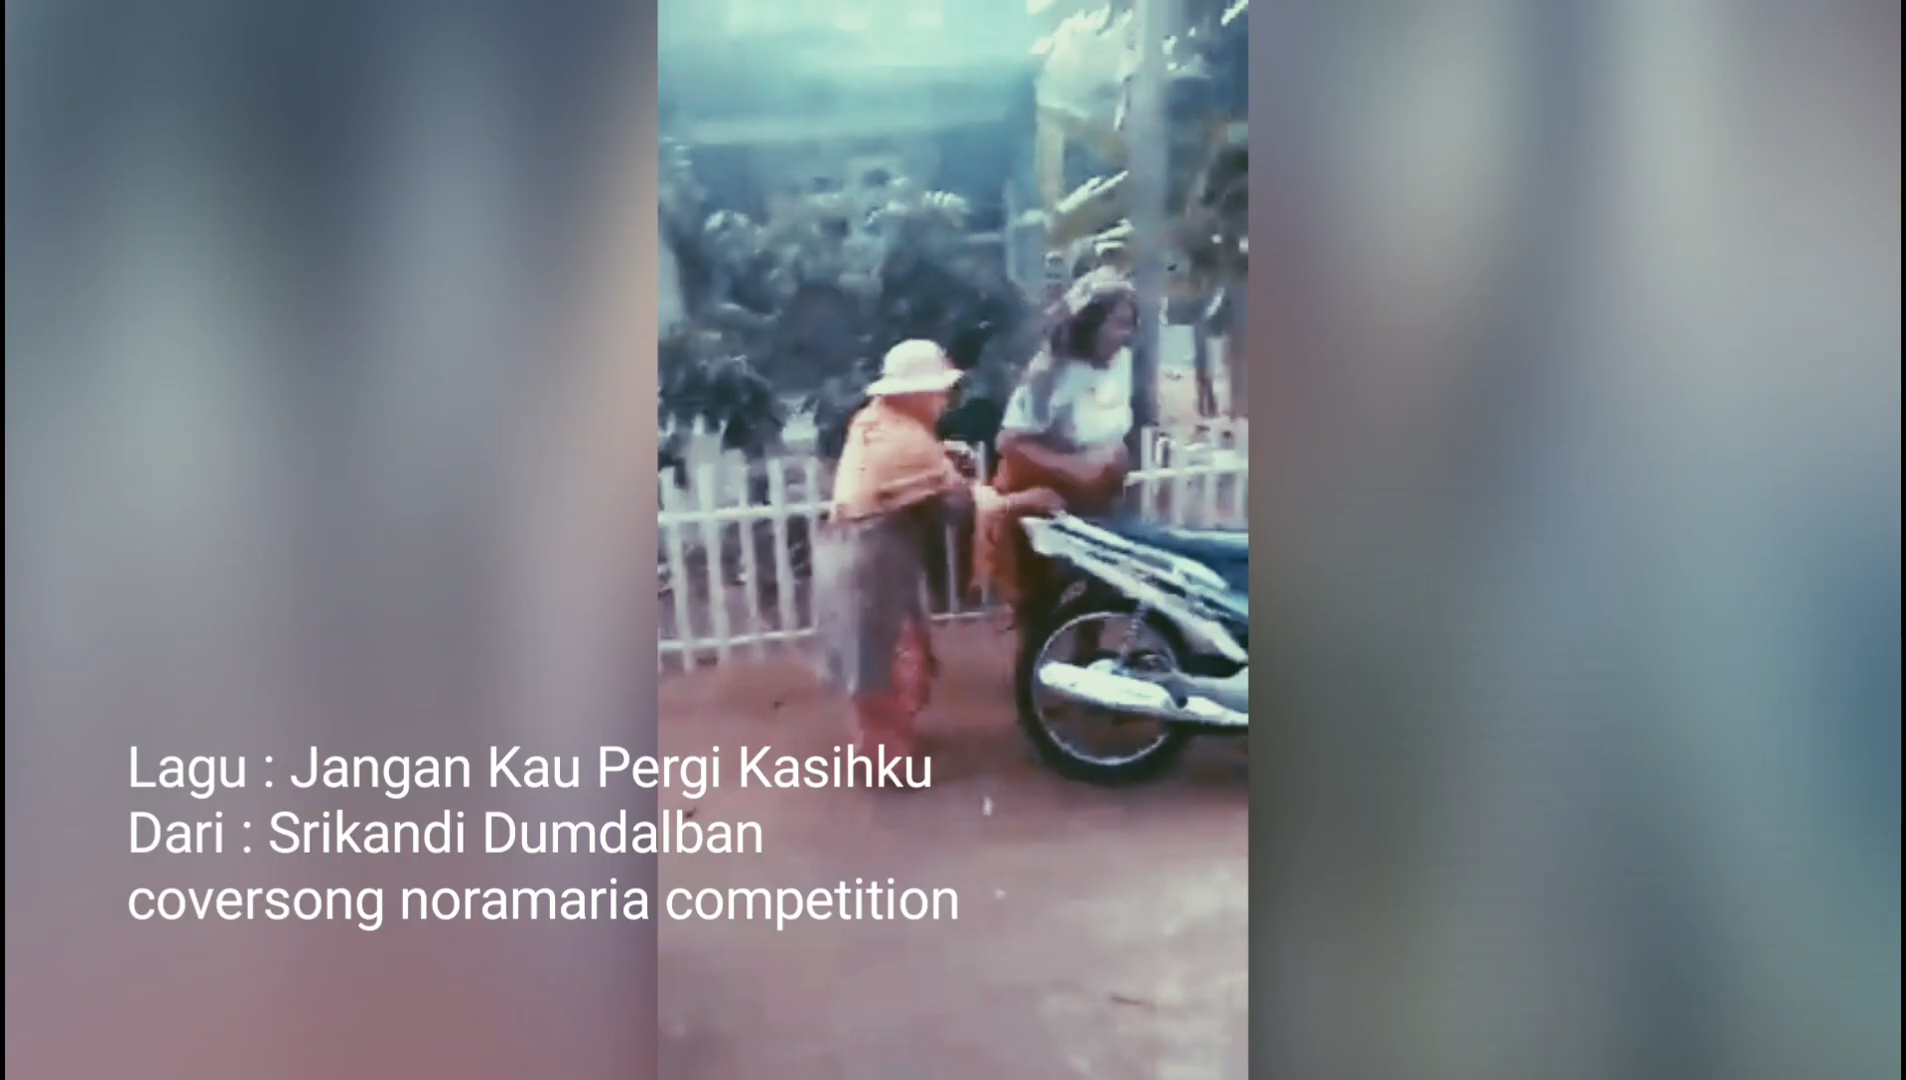 Lagu : Jangan Kau Pergi Kasihku
Dari : Srikandi Dumdalban
coversong noramaria competition